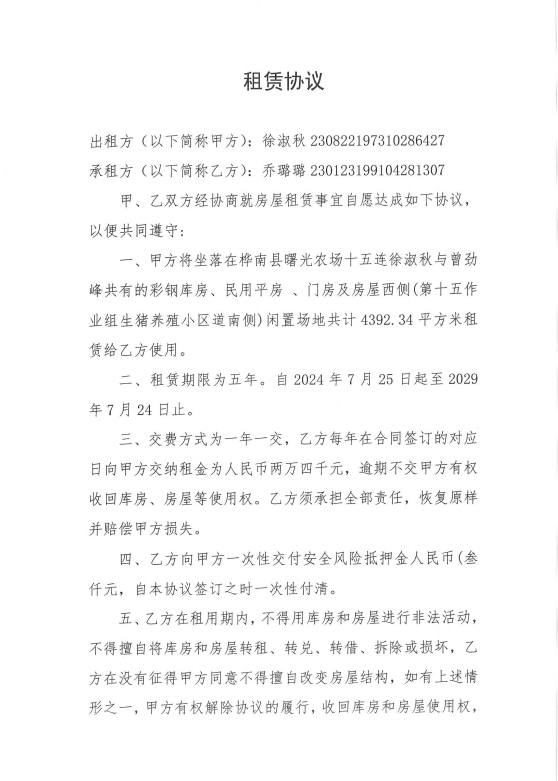 租赁协议
出租方（以下简称甲方）：徐淑秋 230822197310286427
承租方（以下简称乙方）：乔璐璐 230123199104281307
甲、乙双方经协商就房屋租赁事宜自愿达成如下协议，
以便共同遵守：
一、甲方将坐落在桦南县曙光农场十五连徐淑秋与曾劲
峰共有的彩钢库房、民用平房 、门房及房屋西侧(第十五作
业组生猪养殖小区道南侧)闲置场地共计 4392.34 平方米租
赁给乙方使用。
二、租赁期限为五年。自 2024 年 7 月 25 日起至 2029
年 7 月 24 日止。
三、交费方式为一年一交，乙方每年在合同签订的对应
日向甲方交纳租金为人民币两万四千元，逾期不交甲方有权
收回库房、房屋等使用权。乙方须承担全部责任，恢复原样
并赔偿甲方损失。
四、乙方向甲方一次性交付安全风险抵押金人民币(叁
仟元，自本协议签订之时一次性付清。
五、乙方在租用期内，不得用库房和房屋进行非法活动，
不得擅自将库房和房屋转租、转兑、转借、拆除或损坏，乙
方在没有征得甲方同意不得擅自改变房屋结构，如有上述情
形之一，甲方有权解除协议的履行，收回库房和房屋使用权，